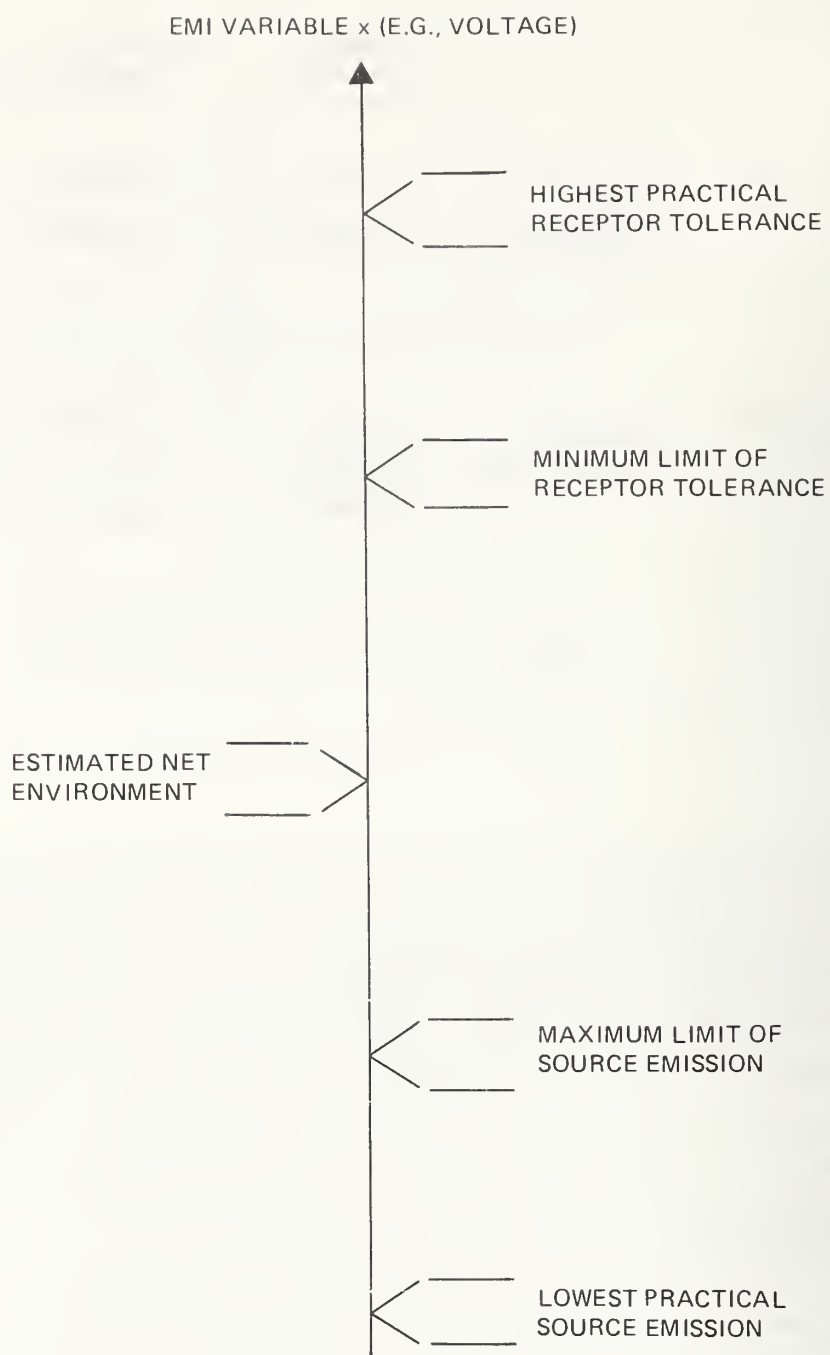 EMI VARIABLE x (E.G., VOLTAGE)
HIGHEST PRACTICAL
RECEPTOR TOLERANCE
MINIMUM LIMIT OF
RECEPTOR TOLERANCE
ESTIMATED NET
ENVIRONMENT
MAXIMUM LIMIT OF
SOURCE EMISSION
LOWEST PRACTICAL
SOURCE EMISSION